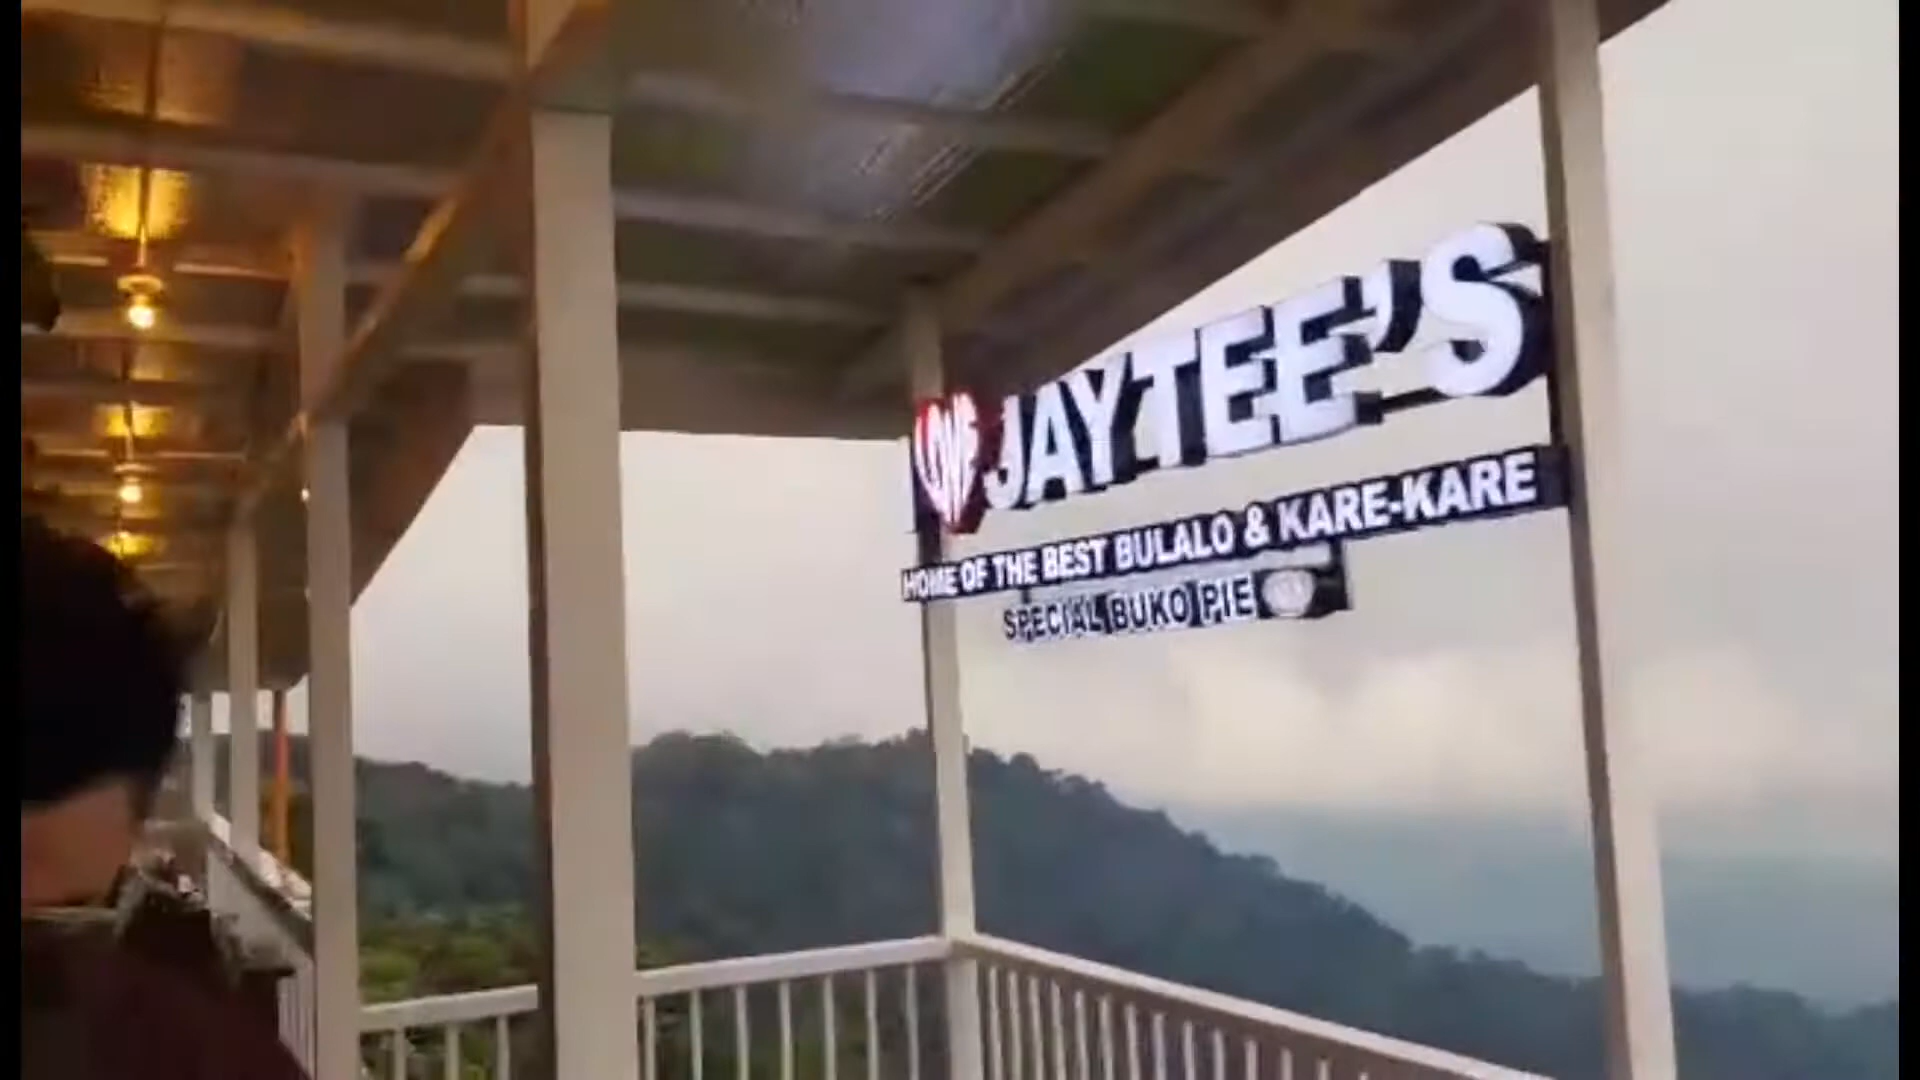 LOVE JAYTEE'S
HOME OF THE BEST BULALO & KARE-KARE
SPECIAL BUKO PIE